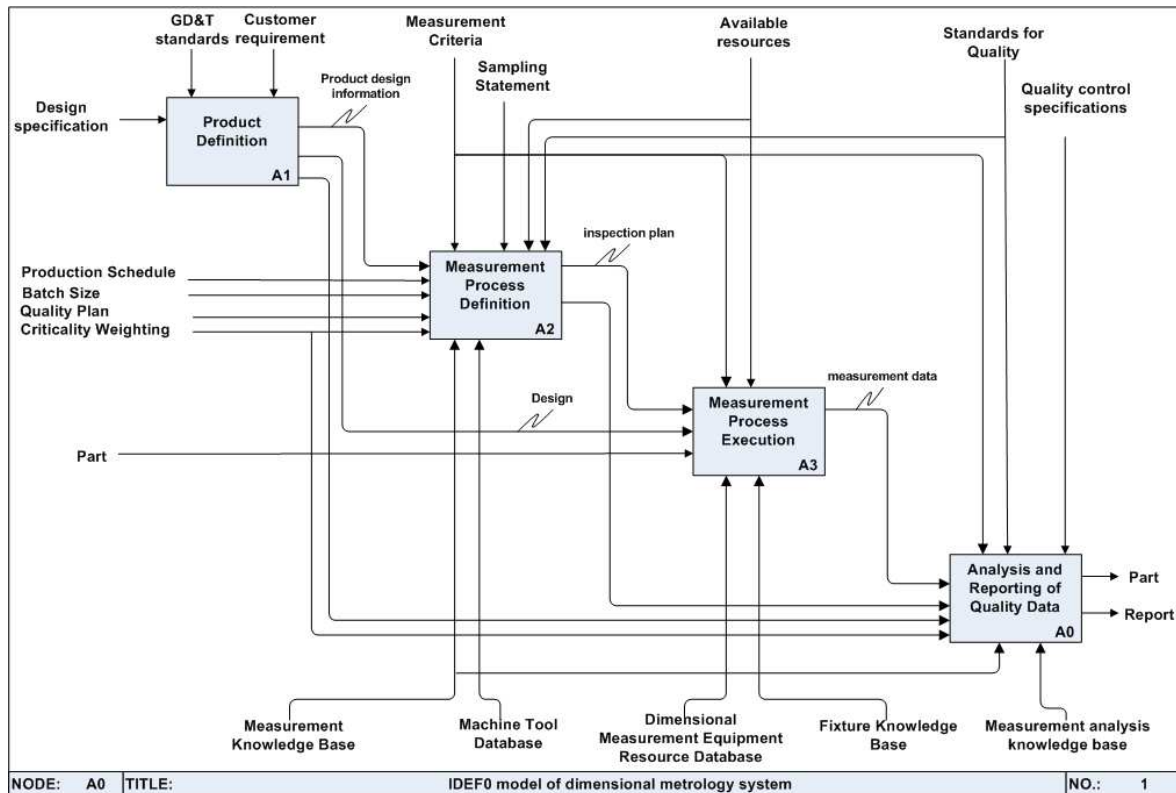 GD&T
standards
Customer
requirement
Measurement
Criteria
Available
resources
Standards for
Quality
Sampling
Statement
Quality control
specifications
Product design
information
Design
specification
Product
Definition
A1
inspection plan
Measurement
Process
Definition
A2
Production Schedule
Batch Size
Quality Plan
Criticality Weighting
measurement data
Design
Measurement
Process
Execution
A3
Part
Analysis and
Reporting of
Quality Data
A0
Part
Report
Measurement
Knowledge Base
Machine Tool
Database
Dimensional
Measurement Equipment
Resource Database
Fixture Knowledge
Base
Measurement analysis
knowledge base
NODE: A0 TITLE: IDEF0 model of dimensional metrology system NO.: 1